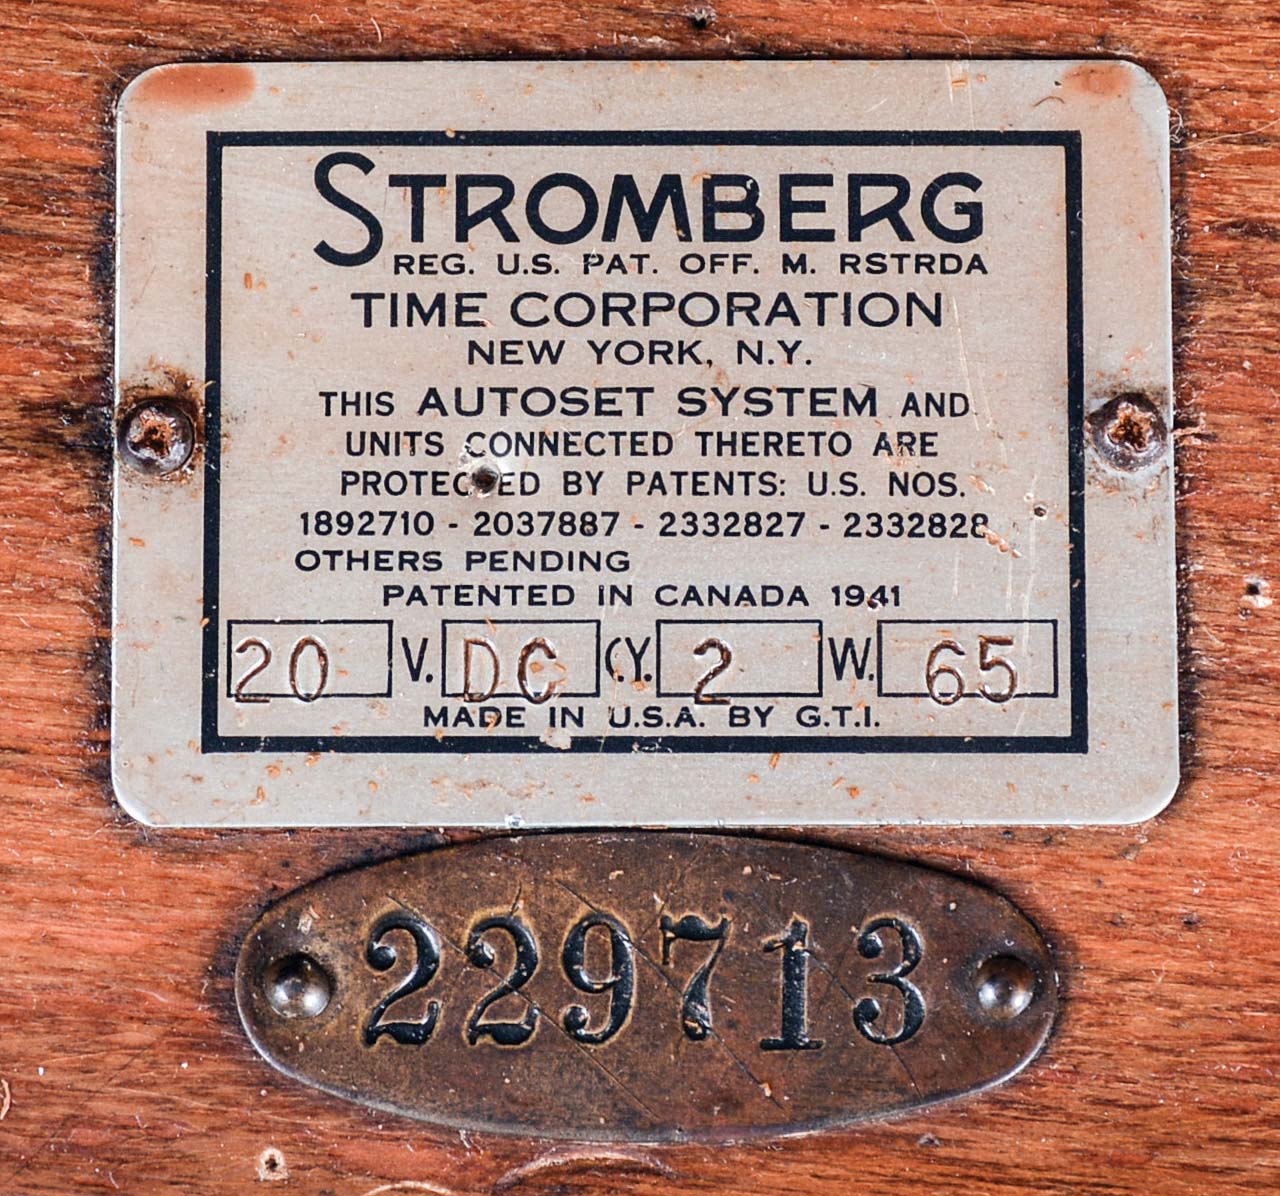 STROMBERG
REG. U.S. PAT. OFF. M. RSTRDA
TIME CORPORATION
NEW YORK, N.Y.
THIS AUTOSET SYSTEM AND
UNITS CONNECTED THERETO ARE
PROTECTED BY PATENTS: U.S. NOS.
1892710 - 2037887 - 2332827 - 2332828
OTHERS PENDING
PATENTED IN CANADA 1941
20 V. DC CY. 2 W. 65
MADE IN U.S.A. BY G.T.I.
229713